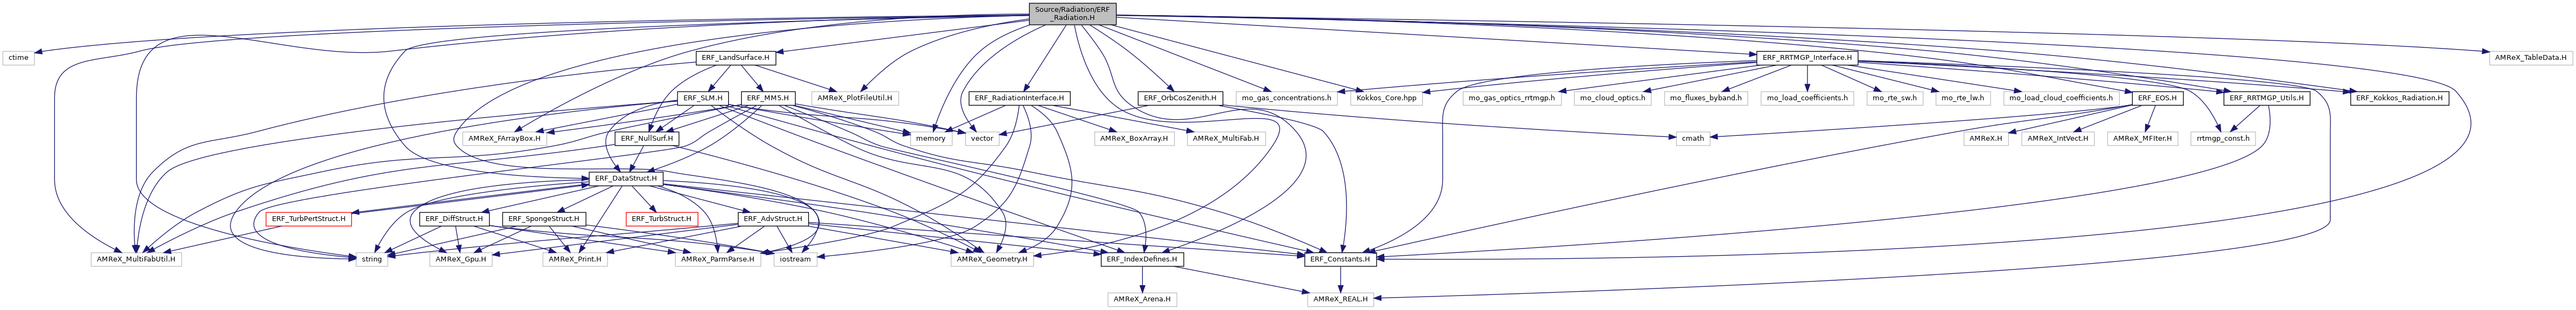 Source/Radiation/ERF
_Radiation.H
ctime
ERF_LandSurface.H
ERF_RRTMGP_Interface.H
AMReX_TableData.H
ERF_SLM.H
ERF_MM5.H
AMReX_PlotFileUtil.H
ERF_RadiationInterface.H
ERF_OrbCosZenith.H
mo_gas_concentrations.h
Kokkos_Core.hpp
mo_gas_optics_rrtmgp.h
mo_cloud_optics.h
mo_fluxes_byband.h
mo_load_coefficients.h
mo_rte_sw.h
mo_rte_lw.h
mo_load_cloud_coefficients.h
ERF_EOS.H
ERF_RRTMGP_Utils.H
ERF_Kokkos_Radiation.H
AMReX_FArrayBox.H
ERF_NullSurf.H
memory
vector
AMReX_BoxArray.H
AMReX_MultiFab.H
cmath
AMReX.H
AMReX_IntVect.H
AMReX_MFIter.H
rrtmgp_const.h
ERF_DataStruct.H
ERF_TurbPertStruct.H
ERF_DiffStruct.H
ERF_SpongeStruct.H
ERF_TurbStruct.H
ERF_AdvStruct.H
AMReX_MultiFabUtil.H
string
AMReX_Gpu.H
AMReX_Print.H
AMReX_ParmParse.H
iostream
AMReX_Geometry.H
ERF_IndexDefines.H
ERF_Constants.H
AMReX_Arena.H
AMReX_REAL.H